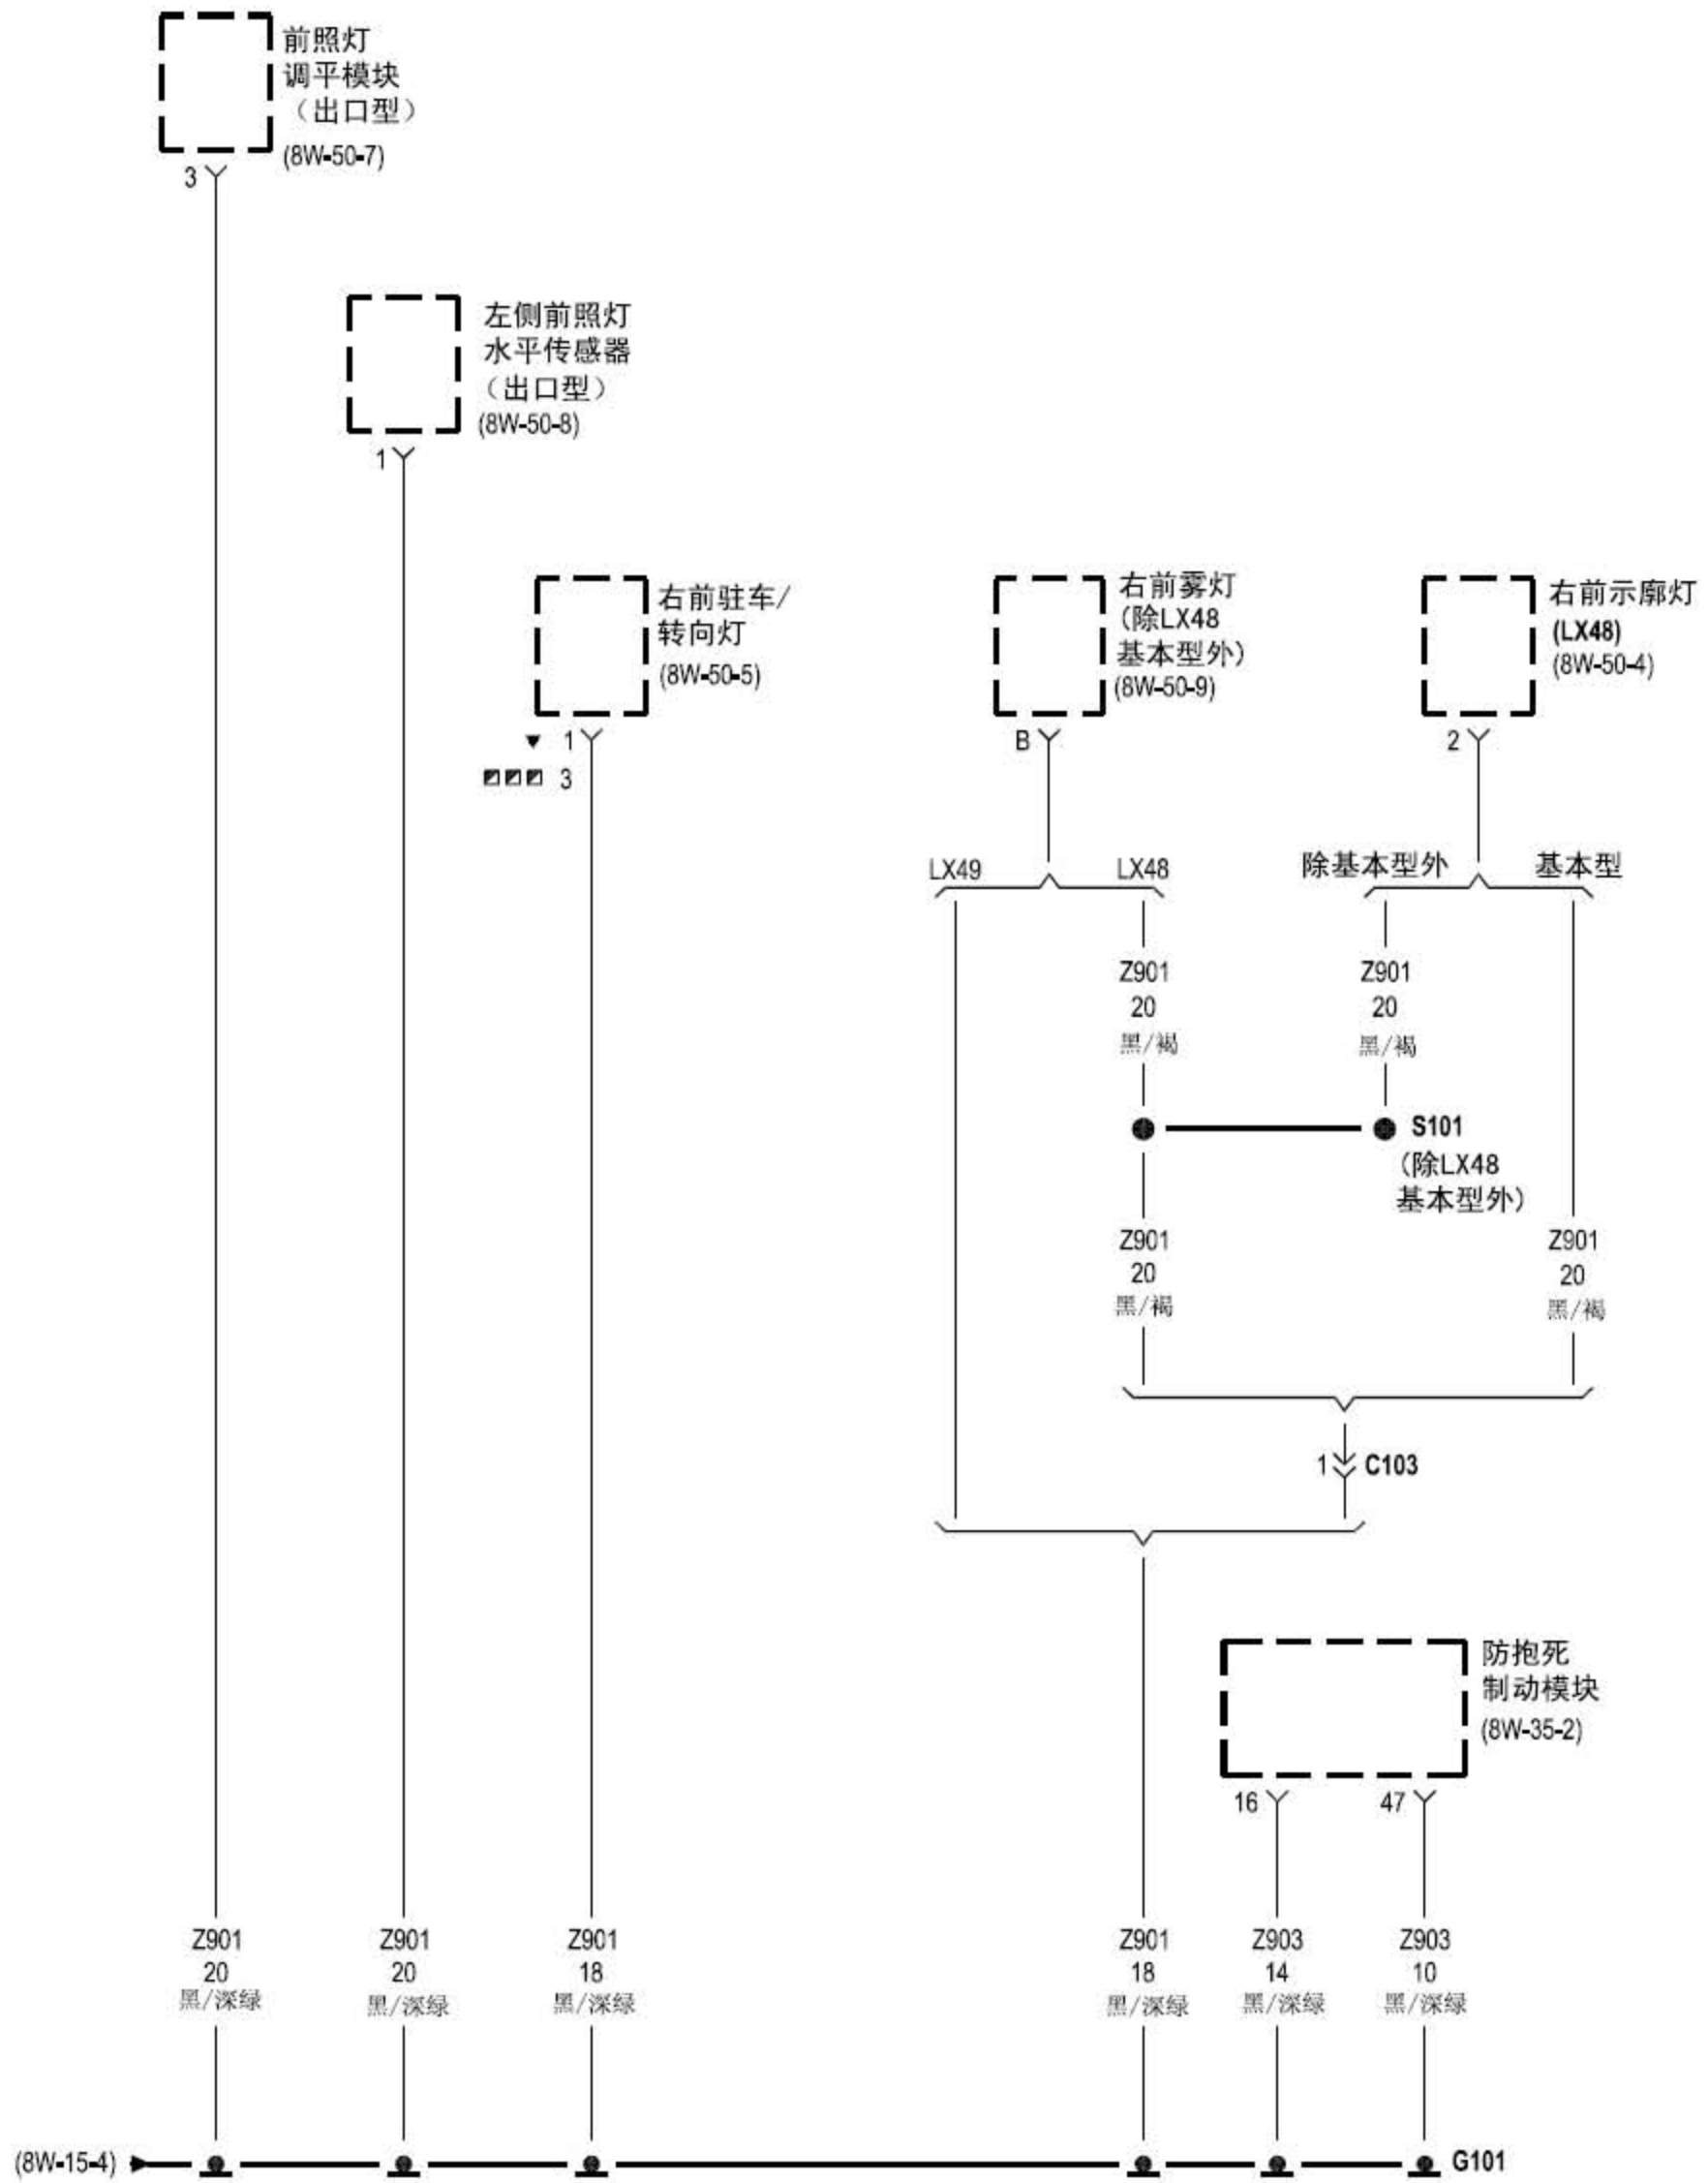 前照灯
调平模块
（出口型）
(8W-50-7)
3
左侧前照灯
水平传感器
（出口型）
(8W-50-8)
1
右前驻车/
转向灯
(8W-50-5)
1
3
右前雾灯
(除LX48
基本型外)
(8W-50-9)
B
右前示廓灯
(LX48)
(8W-50-4)
2
LX49
LX48
除基本型外
基本型
Z901
20
黑/褐
Z901
20
黑/褐
S101
(除LX48
基本型外)
Z901
20
黑/褐
Z901
20
黑/褐
1
C103
防抱死
制动模块
(8W-35-2)
16
47
Z901
20
黑/深绿
Z901
20
黑/深绿
Z901
18
黑/深绿
Z901
18
黑/深绿
Z903
14
黑/深绿
Z903
10
黑/深绿
(8W-15-4)
G101